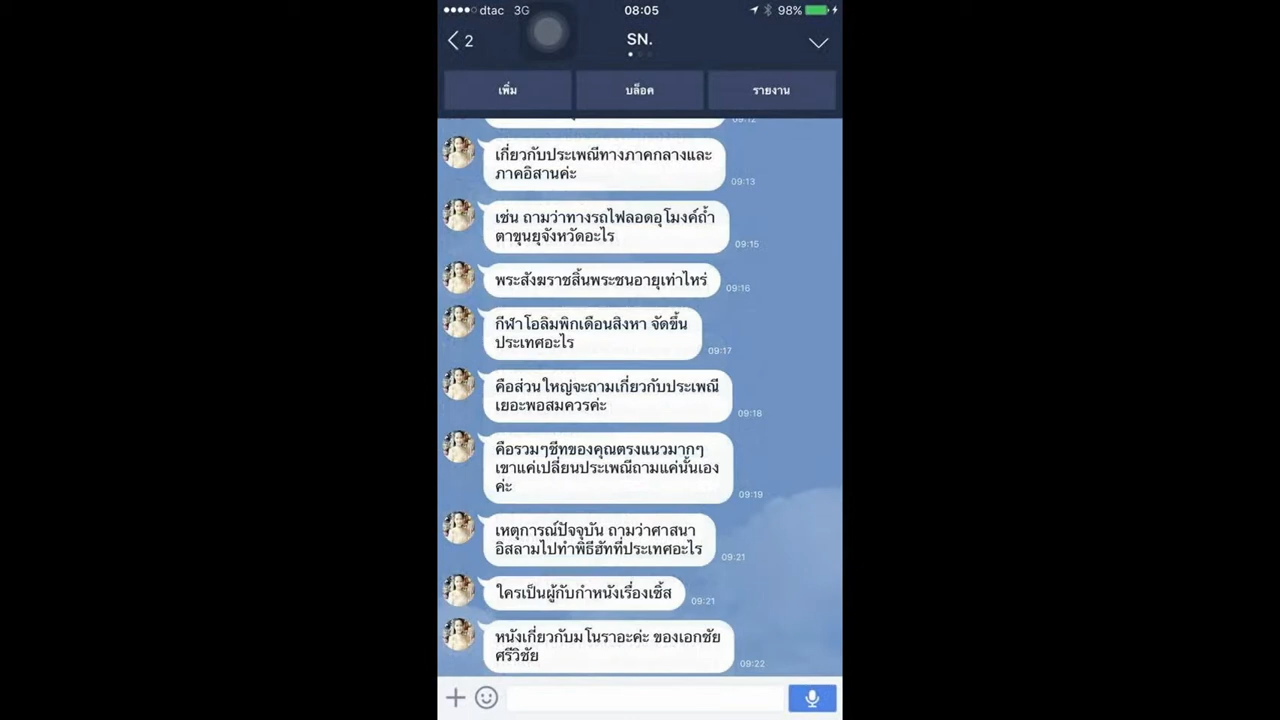 dtac 3G 08:05 98%
2 SN.
เพิ่ม บล็อค รายงาน
09:12
เกี่ยวกับประเพณีทางภาคกลางและ
ภาคอิสานค่ะ
09:13
เช่น ถามว่าทางรถไฟลอดอุโมงค์ถ้ำ
ตาขุนยุจังหวัดอะไร
09:15
พระสังฆราชสิ้นพระชนอายุเท่าไหร่
09:16
กีฬาโอลิมพิกเดือนสิงหา จัดขึ้น
ประเทศอะไร
09:17
คือส่วนใหญ่จะถามเกี่ยวกับประเพณี
เยอะพอสมควรค่ะ
09:18
คือรวมๆชีทของคุณตรงแนวมากๆ
เขาแค่เปลี่ยนประเพณีถามแค่นั้นเอง
ค่ะ
09:19
เหตุการณ์ปัจจุบัน ถามว่าศาสนา
อิสลามไปทำพิธีฮัทที่ประเทศอะไร
09:21
ใครเป็นผู้กับกำหนังเรื่องเซิ้ส
09:21
หนังเกี่ยวกับมโนราอะค่ะ ของเอกชัย
ศรีวิชัย
09:22